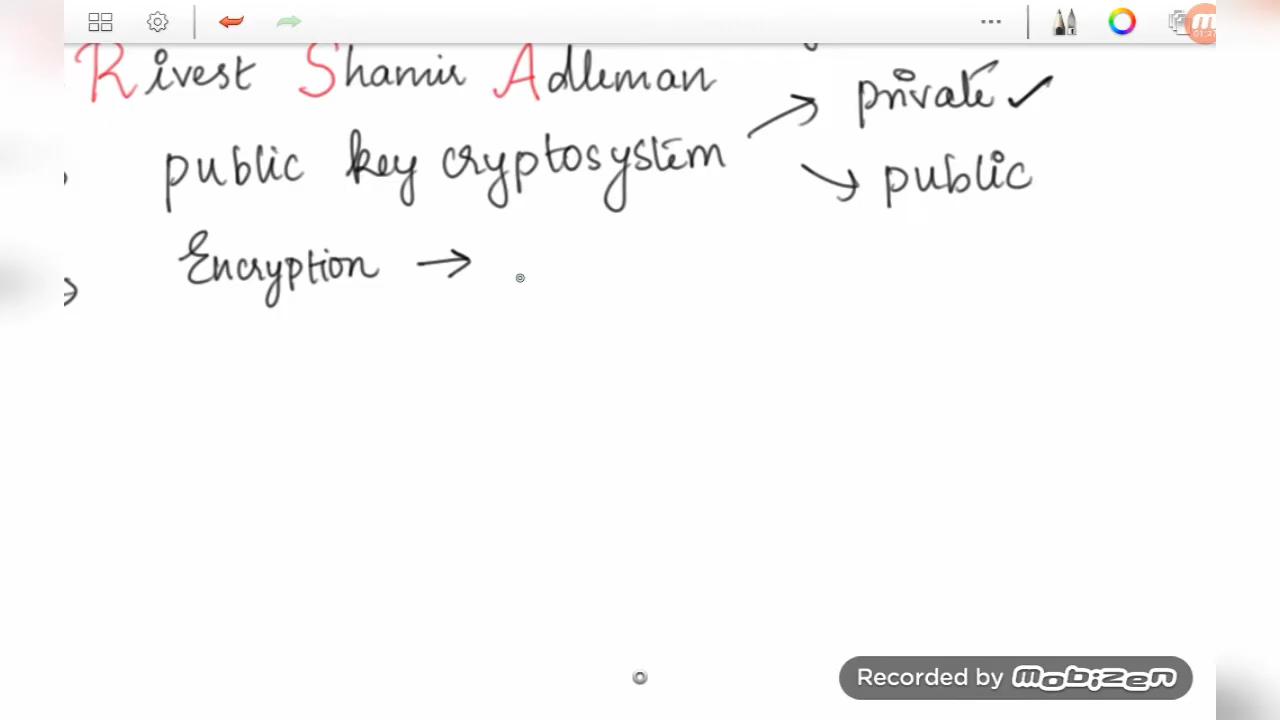 Rivest Shamir Adleman
private ✓
public key cryptosystem
public
Encryption →
Recorded by mobizen